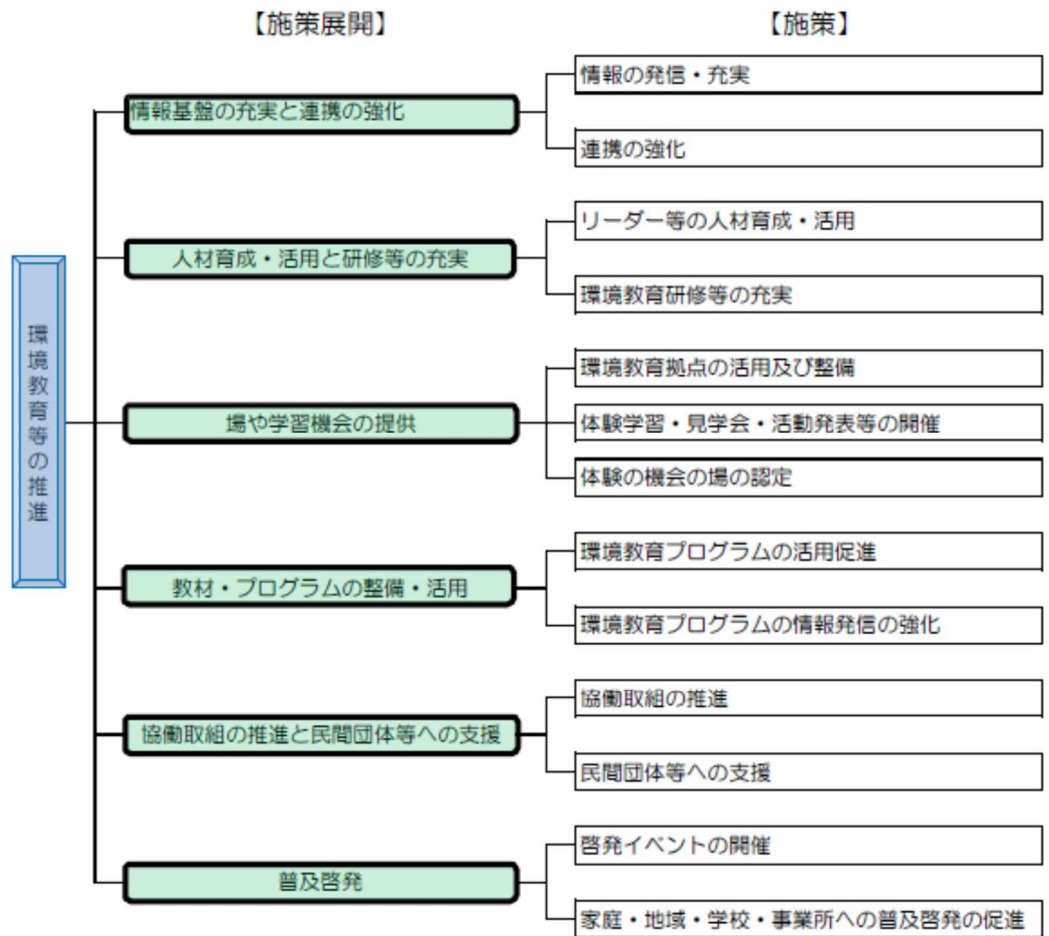 【施策展開】
【施策】
環境教育等の推進
情報基盤の充実と連携の強化
情報の発信・充実
連携の強化
人材育成・活用と研修等の充実
リーダー等の人材育成・活用
環境教育研修等の充実
場や学習機会の提供
環境教育拠点の活用及び整備
体験学習・見学会・活動発表等の開催
体験の機会の場の認定
教材・プログラムの整備・活用
環境教育プログラムの活用促進
環境教育プログラムの情報発信の強化
協働取組の推進と民間団体等への支援
協働取組の推進
民間団体等への支援
普及啓発
啓発イベントの開催
家庭・地域・学校・事業所への普及啓発の促進